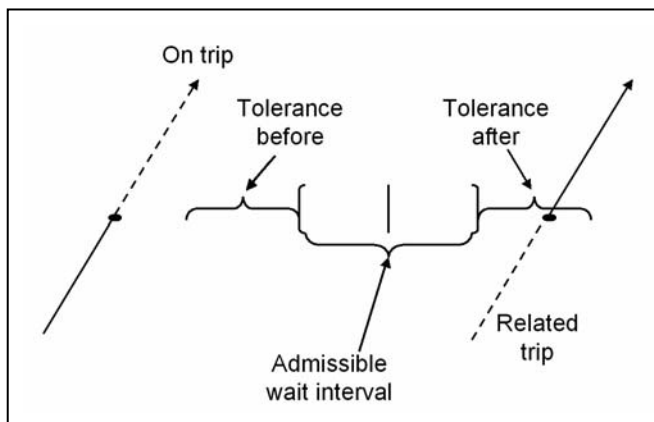 On trip
Tolerance
before
Tolerance
after
Related
trip
Admissible
wait interval